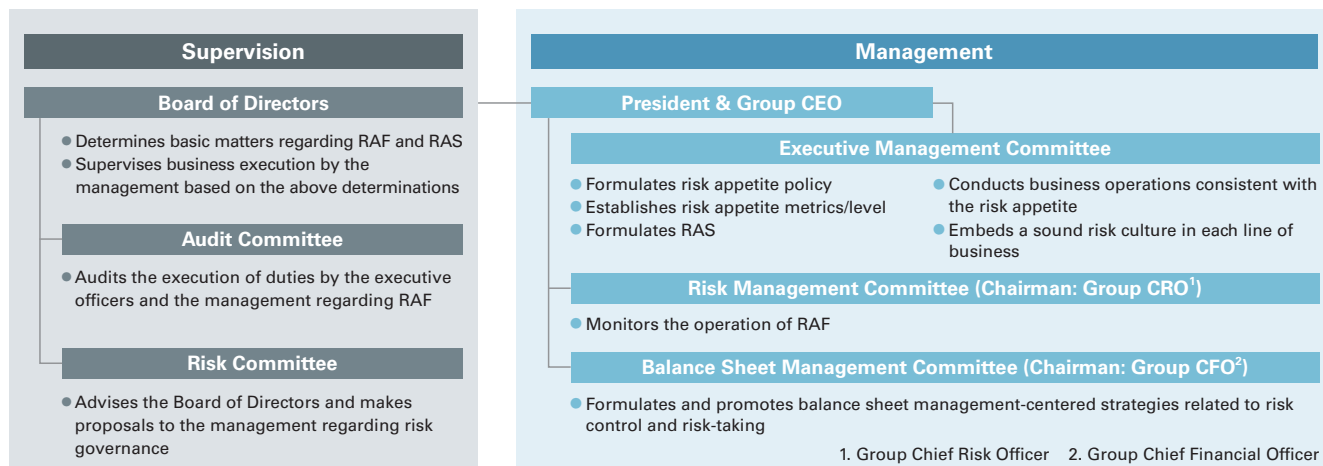 Supervision
Board of Directors
● Determines basic matters regarding RAF and RAS
● Supervises business execution by the
management based on the above determinations
Audit Committee
● Audits the execution of duties by the executive
officers and the management regarding RAF
Risk Committee
● Advises the Board of Directors and makes
proposals to the management regarding risk
governance
Management
President & Group CEO
Executive Management Committee
● Formulates risk appetite policy
● Establishes risk appetite metrics/level
● Formulates RAS
● Conducts business operations consistent with
the risk appetite
● Embeds a sound risk culture in each line of
business
Risk Management Committee (Chairman: Group CRO¹)
● Monitors the operation of RAF
Balance Sheet Management Committee (Chairman: Group CFO²)
● Formulates and promotes balance sheet management-centered strategies related to risk
control and risk-taking
1. Group Chief Risk Officer 2. Group Chief Financial Officer